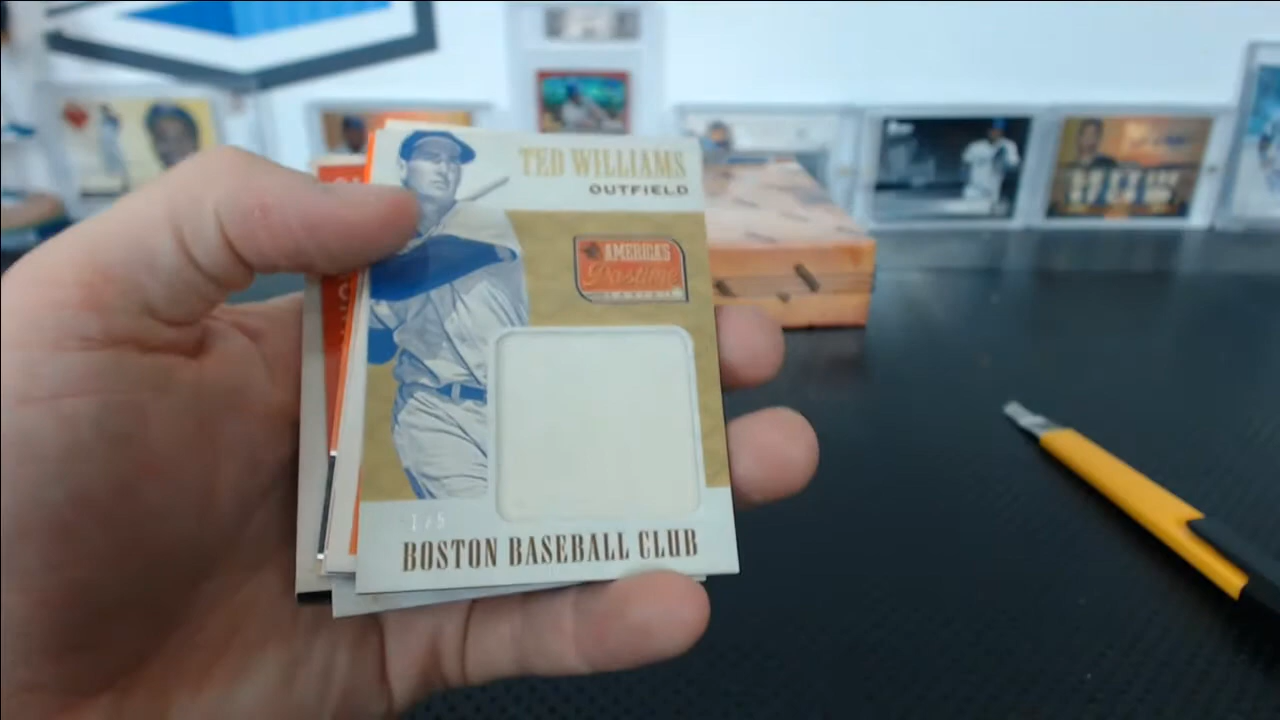 TED WILLIAMS
OUTFIELD
AMERICA'S
Pastime
1/5
BOSTON BASEBALL CLUB